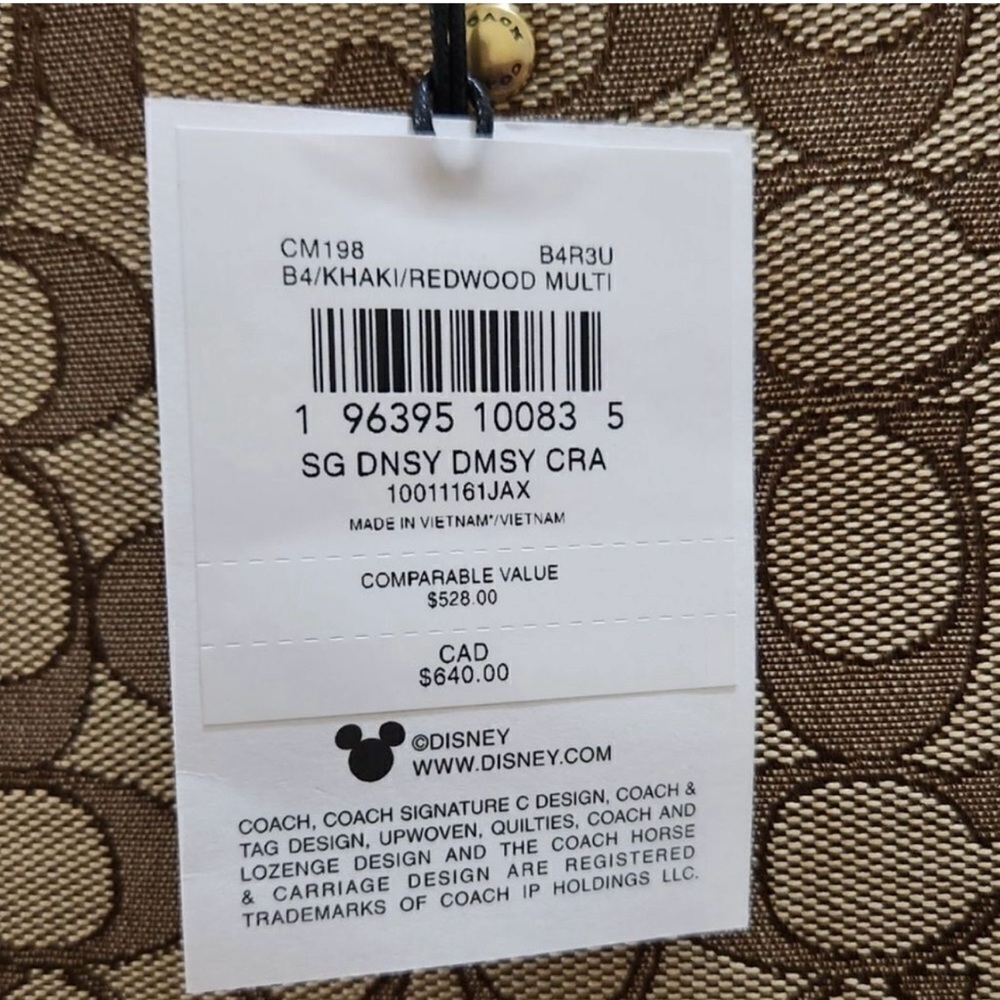 COACH
CM198 B4R3U
B4/KHAKI/REDWOOD MULTI
1 96395 10083 5
SG DNSY DMSY CRA
10011161JAX
MADE IN VIETNAM*/VIETNAM
COMPARABLE VALUE
$528.00
CAD
$640.00
©DISNEY
WWW.DISNEY.COM
COACH, COACH SIGNATURE C DESIGN, COACH &
TAG DESIGN, UPWOVEN, QUILTIES, COACH AND
LOZENGE DESIGN AND THE COACH HORSE
& CARRIAGE DESIGN ARE REGISTERED
TRADEMARKS OF COACH IP HOLDINGS LLC.